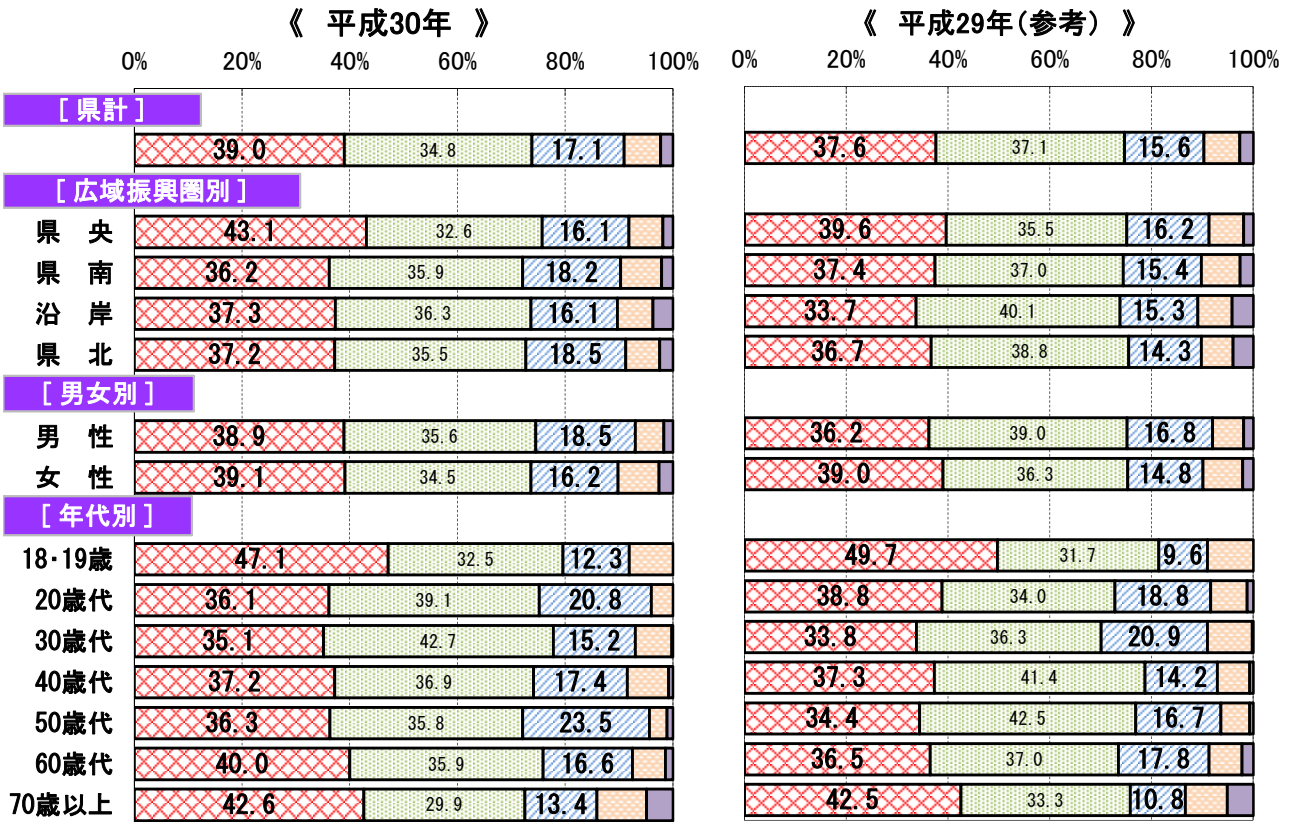 《 平成30年 》
《 平成29年(参考) 》
0% 20% 40% 60% 80% 100%
0% 20% 40% 60% 80% 100%
[ 県計 ]
39.0 34.8 17.1
37.6 37.1 15.6
[ 広域振興圏別 ]
県 央 43.1 32.6 16.1
39.6 35.5 16.2
県 南 36.2 35.9 18.2
37.4 37.0 15.4
沿 岸 37.3 36.3 16.1
33.7 40.1 15.3
県 北 37.2 35.5 18.5
36.7 38.8 14.3
[ 男女別 ]
男 性 38.9 35.6 18.5
36.2 39.0 16.8
女 性 39.1 34.5 16.2
39.0 36.3 14.8
[ 年代別 ]
18・19歳 47.1 32.5 12.3
49.7 31.7 9.6
20歳代 36.1 39.1 20.8
38.8 34.0 18.8
30歳代 35.1 42.7 15.2
33.8 36.3 20.9
40歳代 37.2 36.9 17.4
37.3 41.4 14.2
50歳代 36.3 35.8 23.5
34.4 42.5 16.7
60歳代 40.0 35.9 16.6
36.5 37.0 17.8
70歳以上 42.6 29.9 13.4
42.5 33.3 10.8